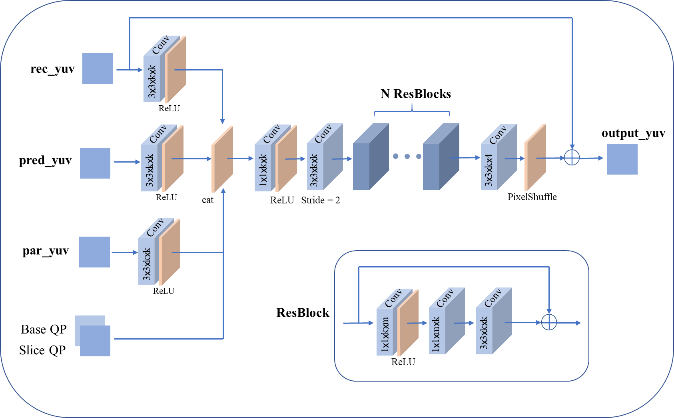 rec_yuv
Conv
3x3xkxk
ReLU
N ResBlocks
pred_yuv
Conv
3x3xkxk
ReLU
cat
Conv
1x1xkxk
ReLU
Conv
3x3xkxk
Stride = 2
Conv
PixelShuffle
output_yuv
par_yuv
Conv
3x3xkxk
ReLU
Base QP
Slice QP
ResBlock
Conv
1x1xkxm
ReLU
Conv
1x1xmxk
Conv
3x3xkxk